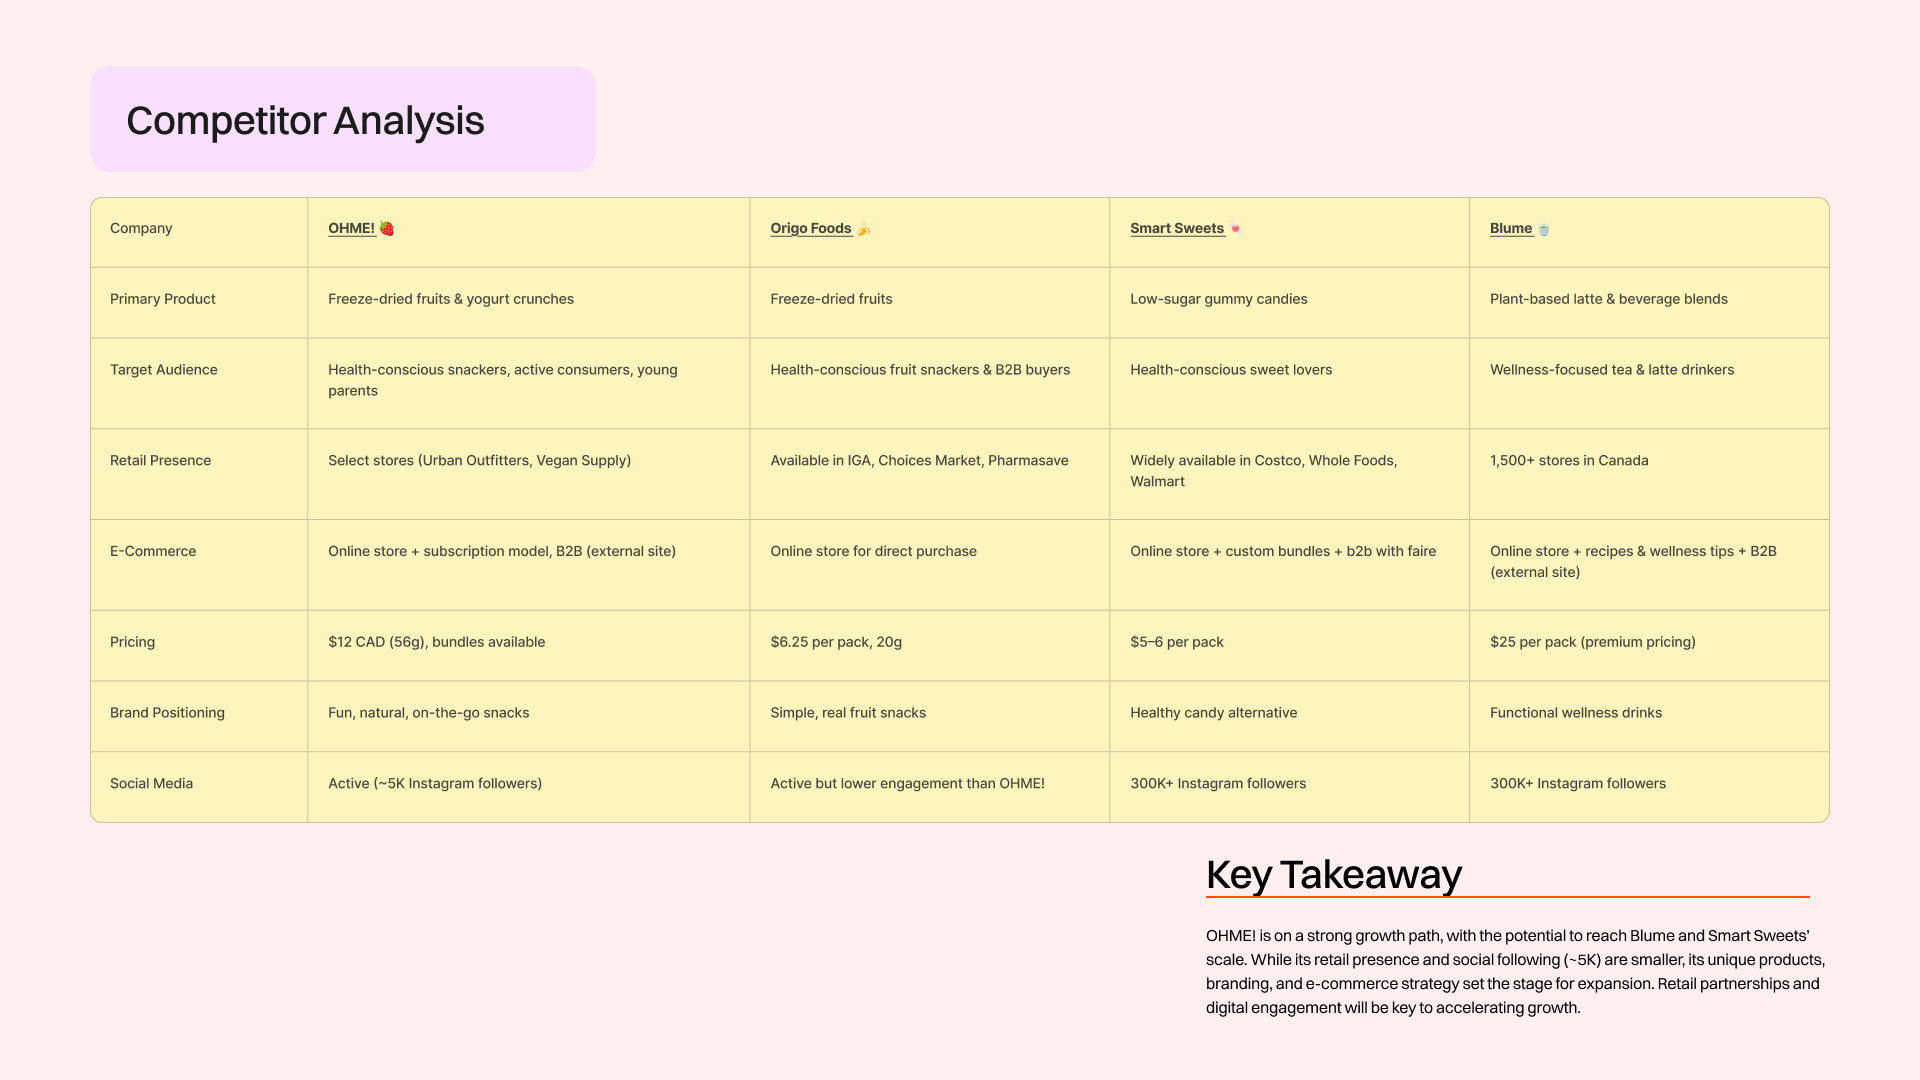 Competitor Analysis
Company
OHME! 🍓
Origo Foods 🍌
Smart Sweets 🍬
Blume 🍵
Primary Product
Freeze-dried fruits & yogurt crunches
Freeze-dried fruits
Low-sugar gummy candies
Plant-based latte & beverage blends
Target Audience
Health-conscious snackers, active consumers, young
parents
Health-conscious fruit snackers & B2B buyers
Health-conscious sweet lovers
Wellness-focused tea & latte drinkers
Retail Presence
Select stores (Urban Outfitters, Vegan Supply)
Available in IGA, Choices Market, Pharmasave
Widely available in Costco, Whole Foods,
Walmart
1,500+ stores in Canada
E-Commerce
Online store + subscription model, B2B (external site)
Online store for direct purchase
Online store + custom bundles + b2b with faire
Online store + recipes & wellness tips + B2B
(external site)
Pricing
$12 CAD (56g), bundles available
$6.25 per pack, 20g
$5–6 per pack
$25 per pack (premium pricing)
Brand Positioning
Fun, natural, on-the-go snacks
Simple, real fruit snacks
Healthy candy alternative
Functional wellness drinks
Social Media
Active (~5K Instagram followers)
Active but lower engagement than OHME!
300K+ Instagram followers
300K+ Instagram followers
Key Takeaway
OHME! is on a strong growth path, with the potential to reach Blume and Smart Sweets’
scale. While its retail presence and social following (~5K) are smaller, its unique products,
branding, and e-commerce strategy set the stage for expansion. Retail partnerships and
digital engagement will be key to accelerating growth.